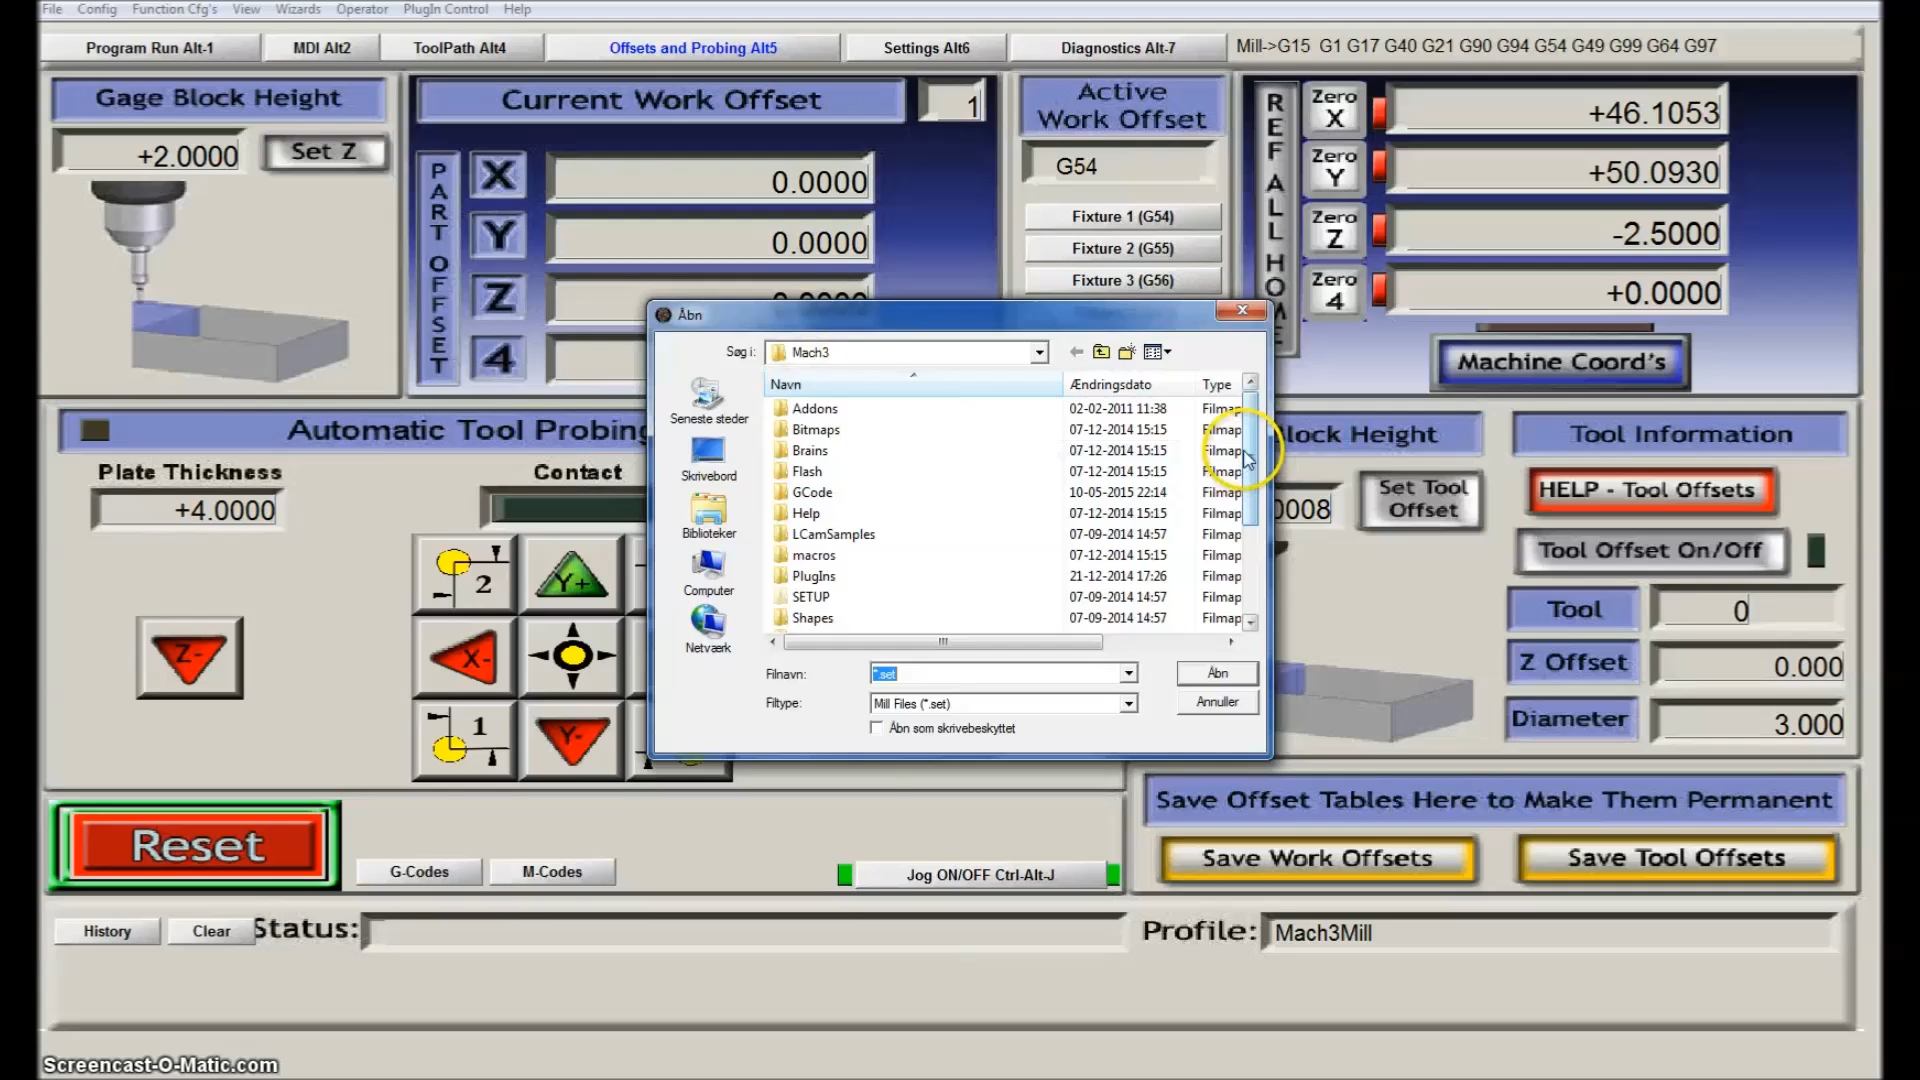 File Config Function Cfg's View Wizards Operator PlugIn Control Help
Program Run Alt-1 MDI Alt2 ToolPath Alt4 Offsets and Probing Alt5 Settings Alt6 Diagnostics Alt-7 Mill->G15 G1 G17 G40 G21 G90 G94 G54 G49 G99 G64 G97
Gage Block Height
+2.0000 Set Z
Current Work Offset 1
PART OFFSET
X 0.0000
Y 0.0000
Z 0.0000
4
Active
Work Offset
G54
Fixture 1 (G54)
Fixture 2 (G55)
Fixture 3 (G56)
REF ALL HOME
Zero X +46.1053
Zero Y +50.0930
Zero Z -2.5000
Zero 4 +0.0000
Machine Coord's
Åbn
Søg i: Mach3
Navn Ændringsdato Type
Addons 02-02-2011 11:38 Filmap
Bitmaps 07-12-2014 15:15 Filmap
Brains 07-12-2014 15:15 Filmap
Flash 07-12-2014 15:15 Filmap
GCode 10-05-2015 22:14 Filmap
Help 07-12-2014 15:15 Filmap
LCamSamples 07-09-2014 14:57 Filmap
macros 07-12-2014 15:15 Filmap
PlugIns 21-12-2014 17:26 Filmap
SETUP 07-09-2014 14:57 Filmap
Shapes 07-09-2014 14:57 Filmap
Seneste steder
Skrivebord
Biblioteker
Computer
Netværk
Filnavn: *.set Åbn
Filtype: Mill Files (*.set) Annuller
Åbn som skrivebeskyttet
Automatic Tool Probing
Plate Thickness Contact
+4.0000
Z-
2 Y+
X-
1 Y-
lock Height
0008 Set Tool
Offset
Tool Information
HELP - Tool Offsets
Tool Offset On/Off
Tool 0
Z Offset 0.000
Diameter 3.000
Reset
G-Codes M-Codes Jog ON/OFF Ctrl-Alt-J
Save Offset Tables Here to Make Them Permanent
Save Work Offsets Save Tool Offsets
History Clear Status: Profile: Mach3Mill
Screencast-O-Matic.com